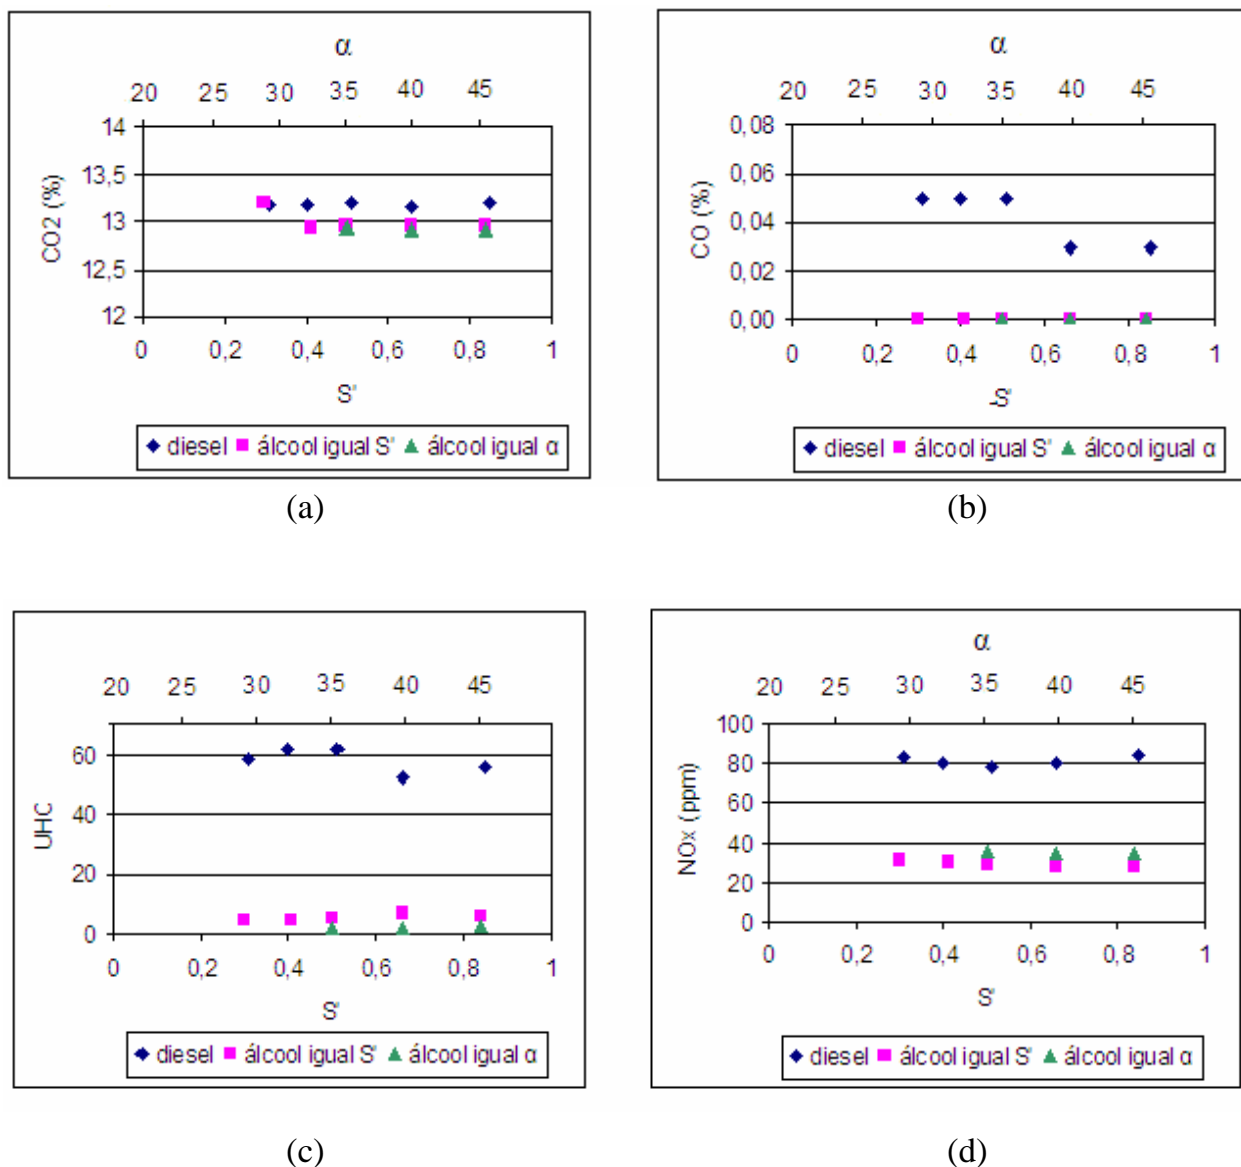 α
20 25 30 35 40 45
14
13,5
13
12,5
12
CO2 (%)
0 0,2 0,4 0,6 0,8 1
S'
diesel álcool igual S' álcool igual α
(a)
α
20 25 30 35 40 45
0,08
0,06
0,04
0,02
0,00
CO (%)
0 0,2 0,4 0,6 0,8 1
S'
diesel álcool igual S' álcool igual α
(b)
20 25 30 35 40 45
60
40
20
0
UHC
0 0,2 0,4 0,6 0,8 1
S'
diesel álcool igual S' álcool igual α
(c)
α
20 25 30 35 40 45
100
80
60
40
20
0
NOx (ppm)
0 0,2 0,4 0,6 0,8 1
S'
diesel álcool igual S' álcool igual α
(d)